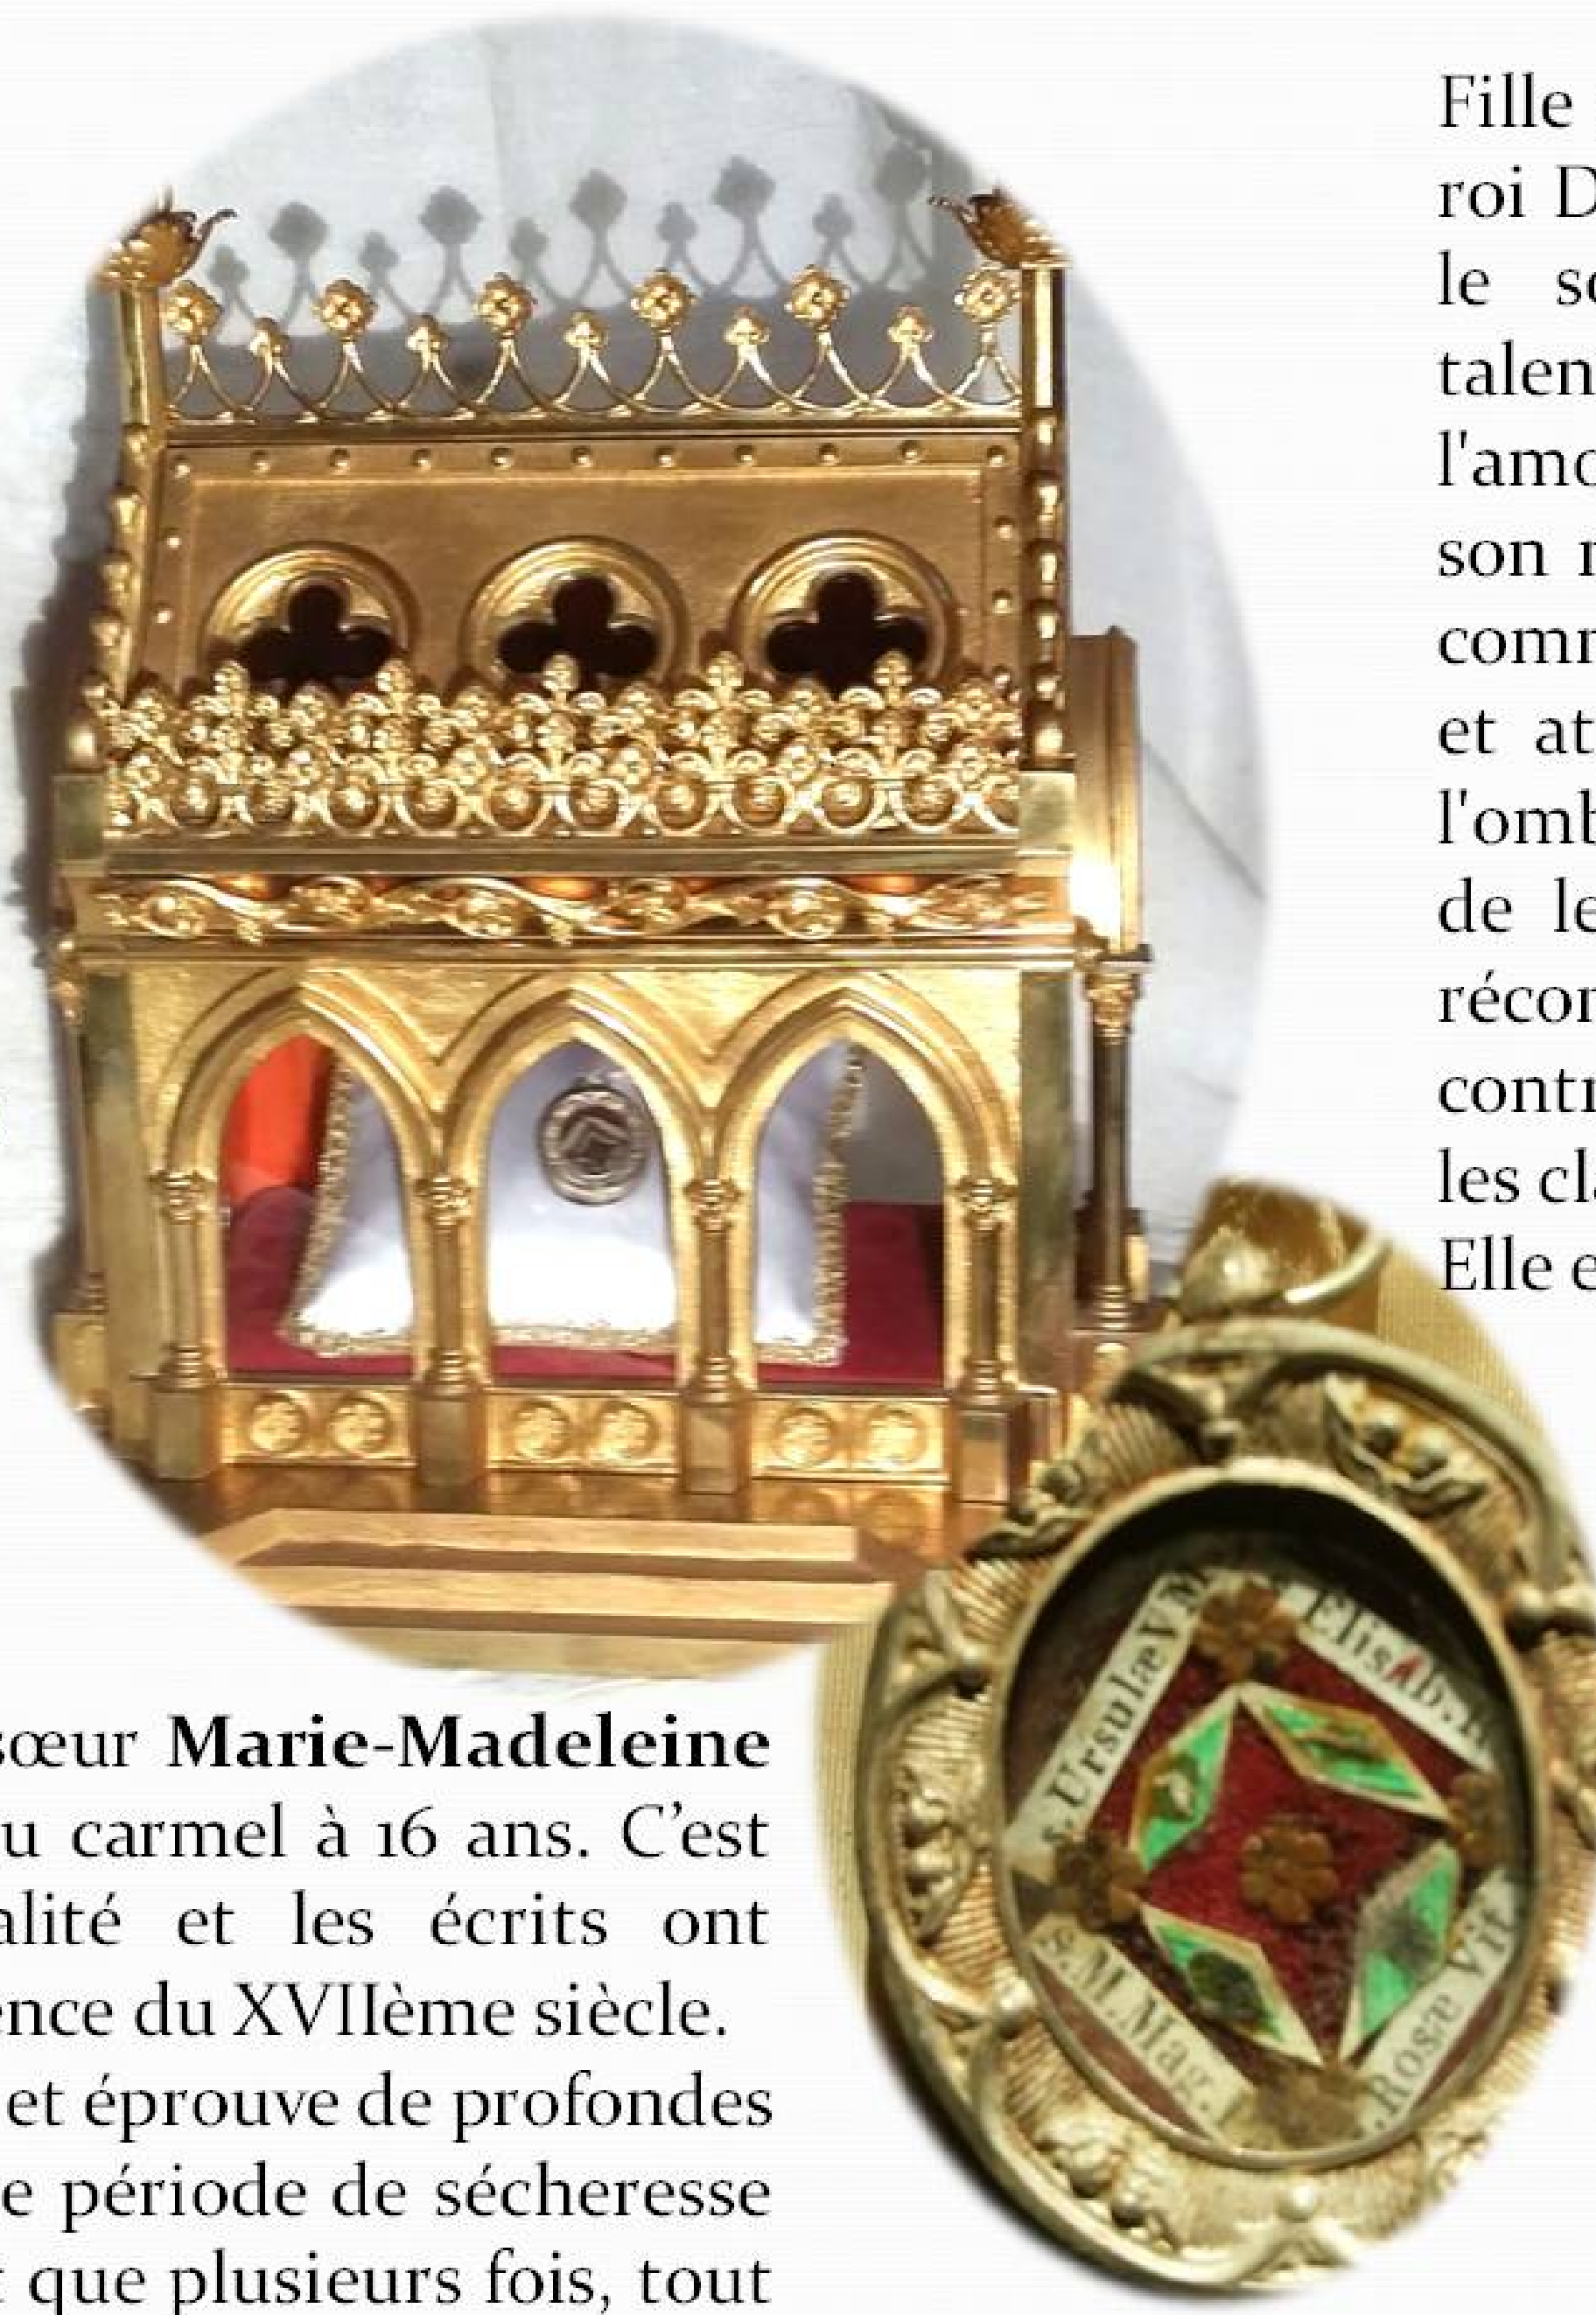 Fille
roi D
le so
talen
l'amo
son
comm
et at
l'omb
de le
récon
contr
les cla
Elle e
s. Ursulæ V M
Elisab.
s. M. Mag.
Rosæ Vit.
sœur Marie-Madeleine
u carmel à 16 ans. C’est
alité et les écrits ont
ence du XVIIème siècle.
et éprouve de profondes
e période de sécheresse
t que plusieurs fois, tout